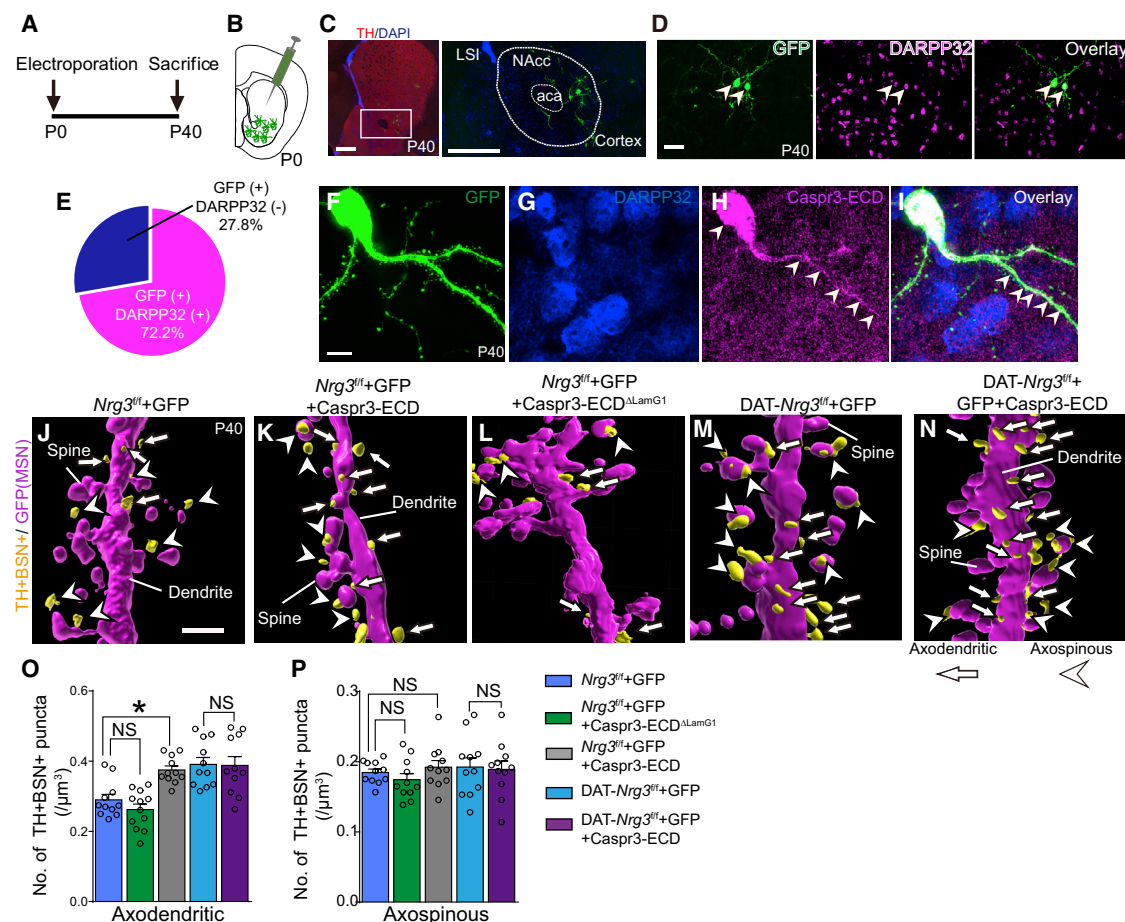 A
Electroporation
Sacrifice
P0
P40
B
P0
C
TH/DAPI
P40
LSI
NAcc
aca
Cortex
D
GFP
DARPP32
Overlay
P40
E
GFP (+)
DARPP32 (-)
27.8%
GFP (+)
DARPP32 (+)
72.2%
F
GFP
P40
G
DARPP32
H
Caspr3-ECD
I
Overlay
TH+BSN+/ GFP(MSN)
Nrg3f/f+GFP
J
P40
Spine
Dendrite
Nrg3f/f+GFP
+Caspr3-ECD
K
Dendrite
Spine
Nrg3f/f+GFP
+Caspr3-ECDΔLamG1
L
DAT-Nrg3f/f+GFP
M
Spine
DAT-Nrg3f/f+
GFP+Caspr3-ECD
N
Dendrite
Spine
Axodendritic
Axospinous
O
No. of TH+BSN+ puncta
(/μm³)
0.6
0.4
0.2
0.0
*
NS
NS
Axodendritic
P
No. of TH+BSN+ puncta
(/μm³)
0.3
0.2
0.1
0.0
NS
NS
NS
Axospinous
Nrg3f/f+GFP
Nrg3f/f+GFP
+Caspr3-ECDΔLamG1
Nrg3f/f+GFP
+Caspr3-ECD
DAT-Nrg3f/f+GFP
DAT-Nrg3f/f+GFP
+Caspr3-ECD